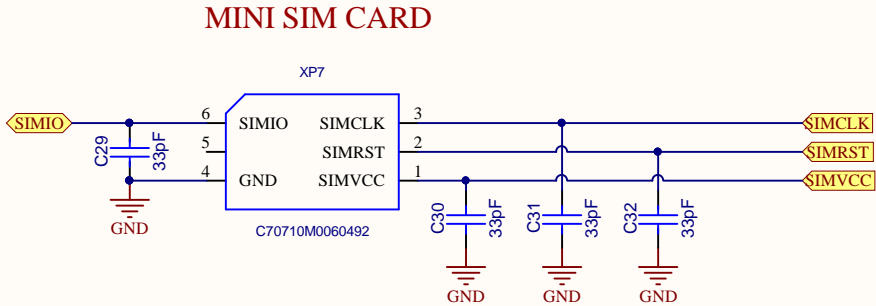 MINI SIM CARD
XP7
SIMIO
6
SIMIO
SIMCLK
3
SIMCLK
C29
33pF
5
SIMRST
2
SIMRST
4
GND
SIMVCC
1
SIMVCC
GND
C70710M0060492
C30
33pF
C31
33pF
C32
33pF
GND
GND
GND